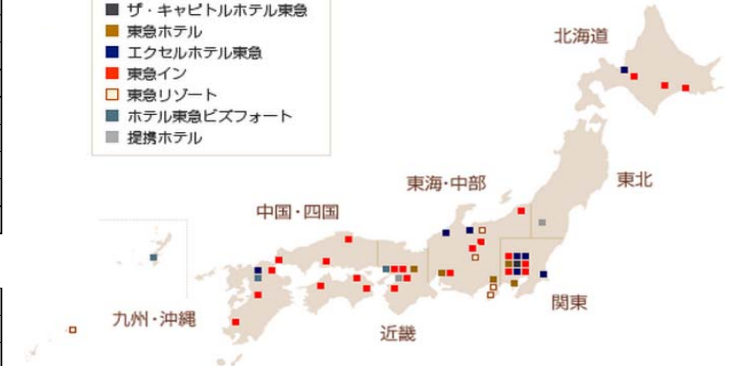 ザ・キャピトルホテル東急
東急ホテル
エクセルホテル東急
東急イン
東急リゾート
ホテル東急ビズフォート
提携ホテル
北海道
東北
東海・中部
中国・四国
関東
九州・沖縄
近畿